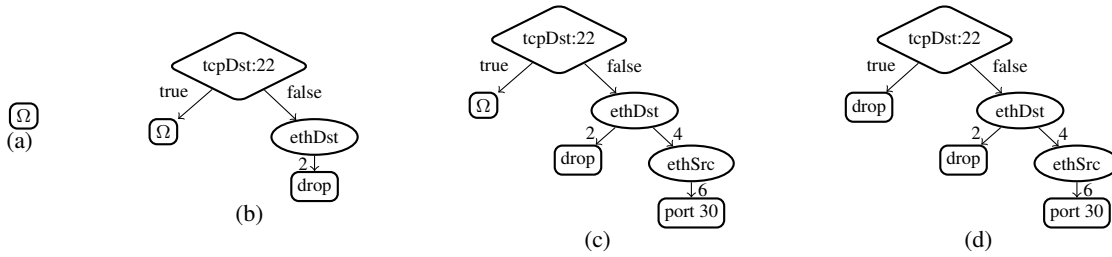 Ω
(a)
tcpDst:22
true
false
Ω
ethDst
2
drop
(b)
tcpDst:22
true
false
Ω
ethDst
2
4
drop
ethSrc
6
port 30
(c)
tcpDst:22
true
false
drop
ethDst
2
4
drop
ethSrc
6
port 30
(d)